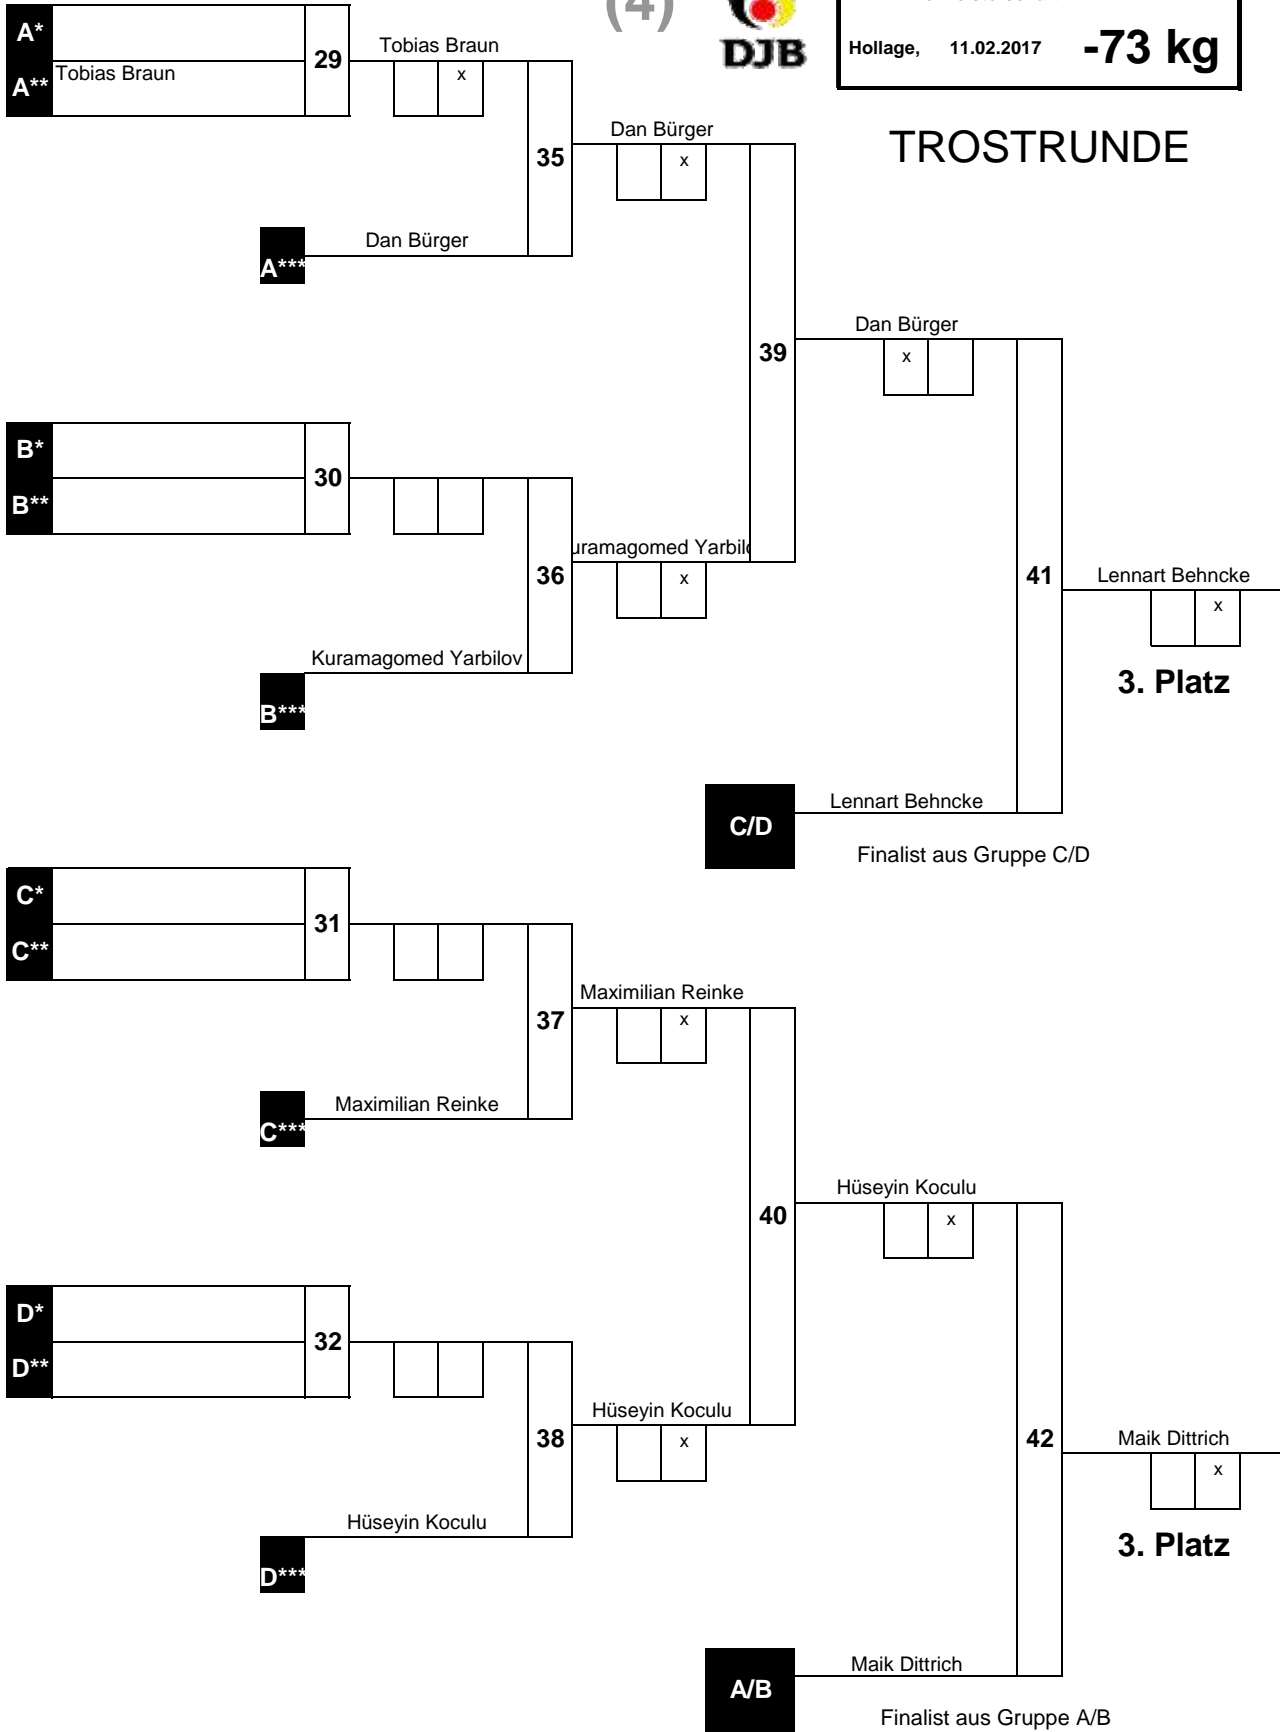 (4)
DJB
Hollage, 11.02.2017 -73 kg
TROSTRUNDE
A*
A** Tobias Braun
29
Tobias Braun
x
35
Dan Bürger
x
A***
Dan Bürger
39
Dan Bürger
x
B*
B**
30
36
uramagomed Yarbil
x
Kuramagomed Yarbilov
B***
41
Lennart Behncke
x
3. Platz
C/D
Lennart Behncke
Finalist aus Gruppe C/D
C*
C**
31
37
Maximilian Reinke
x
C***
Maximilian Reinke
40
Hüseyin Koculu
x
D*
D**
32
38
Hüseyin Koculu
x
Hüseyin Koculu
D***
42
Maik Dittrich
x
3. Platz
A/B
Maik Dittrich
Finalist aus Gruppe A/B